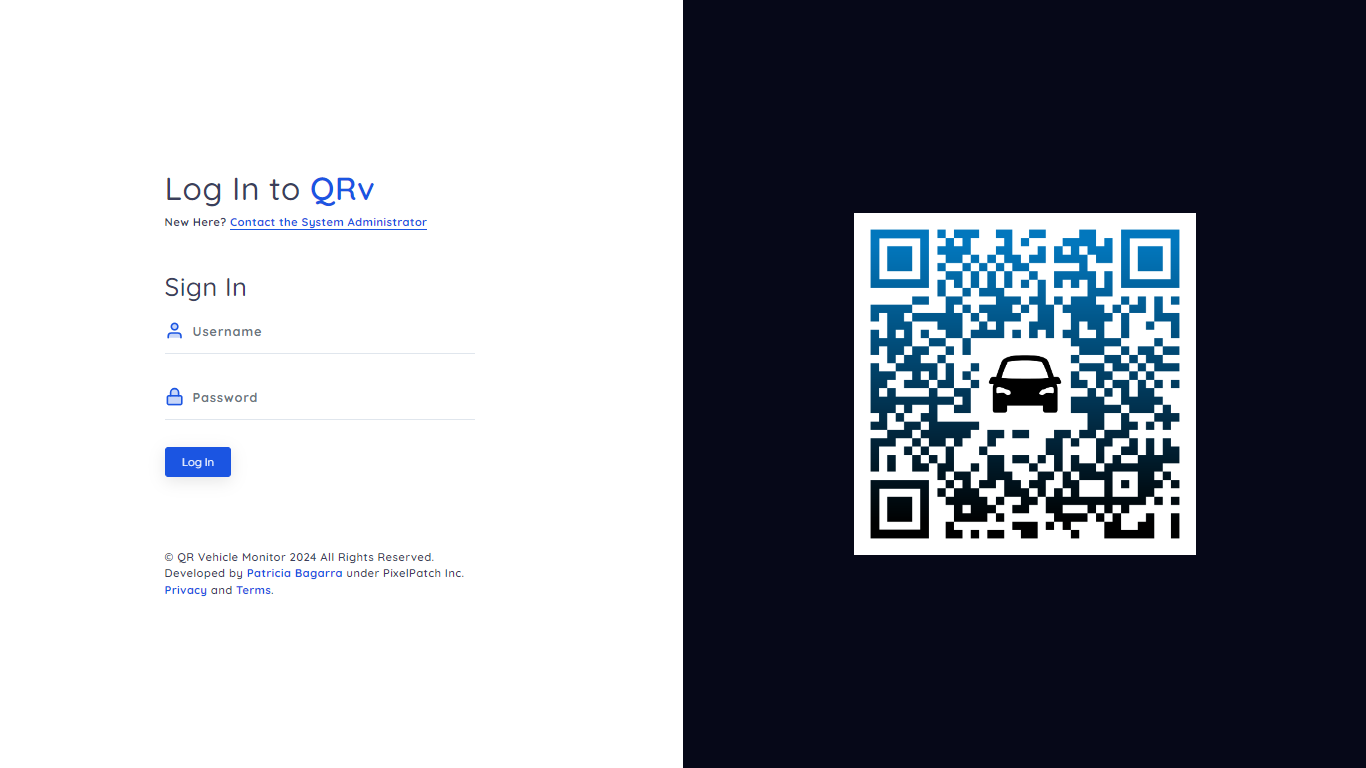 Log In to QRv
New Here? Contact the System Administrator
Sign In
Username
Password
Log In
© QR Vehicle Monitor 2024 All Rights Reserved.
Developed by Patricia Bagarra under PixelPatch Inc.
Privacy and Terms.